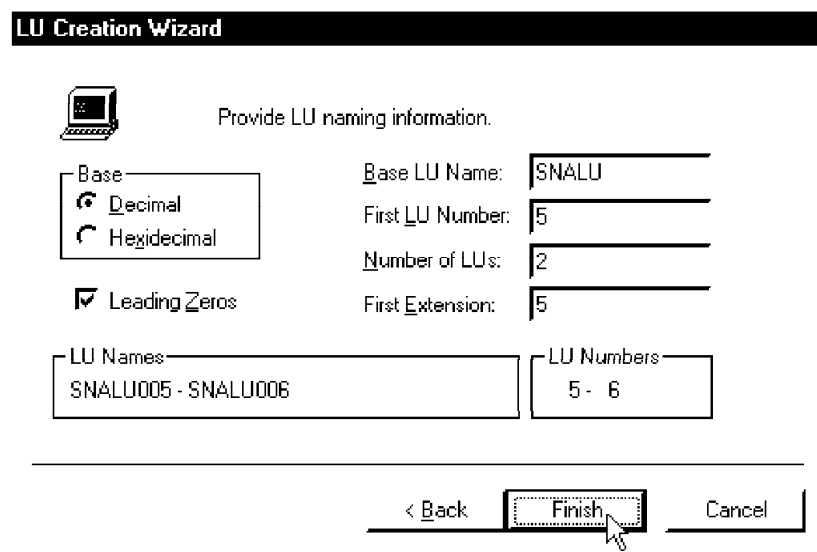 LU Creation Wizard
Provide LU naming information.
Base
Decimal
Hexidecimal
Leading Zeros
Base LU Name: SNALU
First LU Number: 5
Number of LUs: 2
First Extension: 5
LU Names
SNALU005 - SNALU006
LU Numbers
5 - 6
< Back Finish Cancel